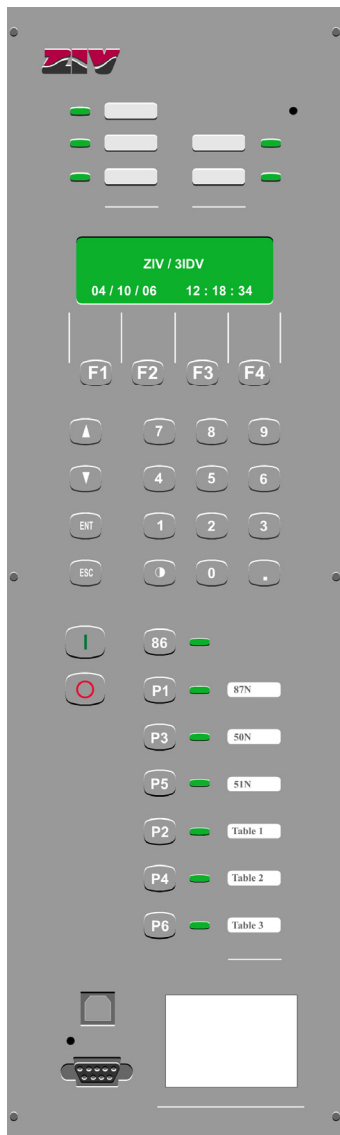 ZIV
ZIV / 3IDV
04 / 10 / 06 12 : 18 : 34
F1 F2 F3 F4
7 8 9
4 5 6
ENT 1 2 3
ESC 0 .
I 86
O P1 87N
P3 50N
P5 51N
P2 Table 1
P4 Table 2
P6 Table 3